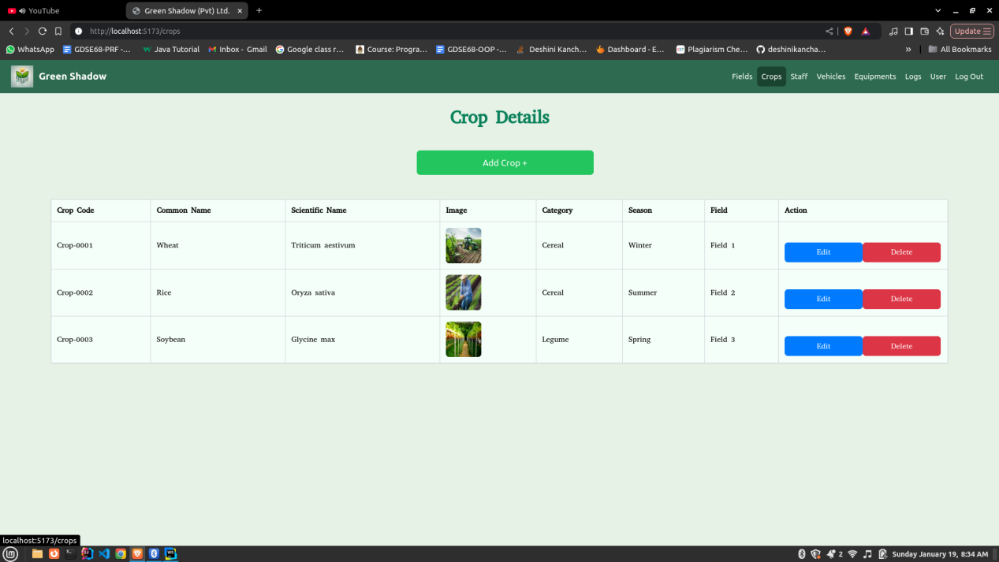 YouTube
Green Shadow (Pvt) Ltd.
http://localhost:5173/crops
Update
WhatsApp GDSE68-PRF -... Java Tutorial Inbox - Gmail Google class r... Course: Progra... GDSE68-OOP -... Deshini Kanch... Dashboard - E... Plagiarism Che... deshinikancha... » All Bookmarks
Green Shadow
Fields Crops Staff Vehicles Equipments Logs User Log Out
Crop Details
Add Crop +
Crop Code Common Name Scientific Name Image Category Season Field Action
Crop-0001 Wheat Triticum aestivum Cereal Winter Field 1 Edit Delete
Crop-0002 Rice Oryza sativa Cereal Summer Field 2 Edit Delete
Crop-0003 Soybean Glycine max Legume Spring Field 3 Edit Delete
localhost:5173/crops
2 Sunday January 19, 8:34 AM